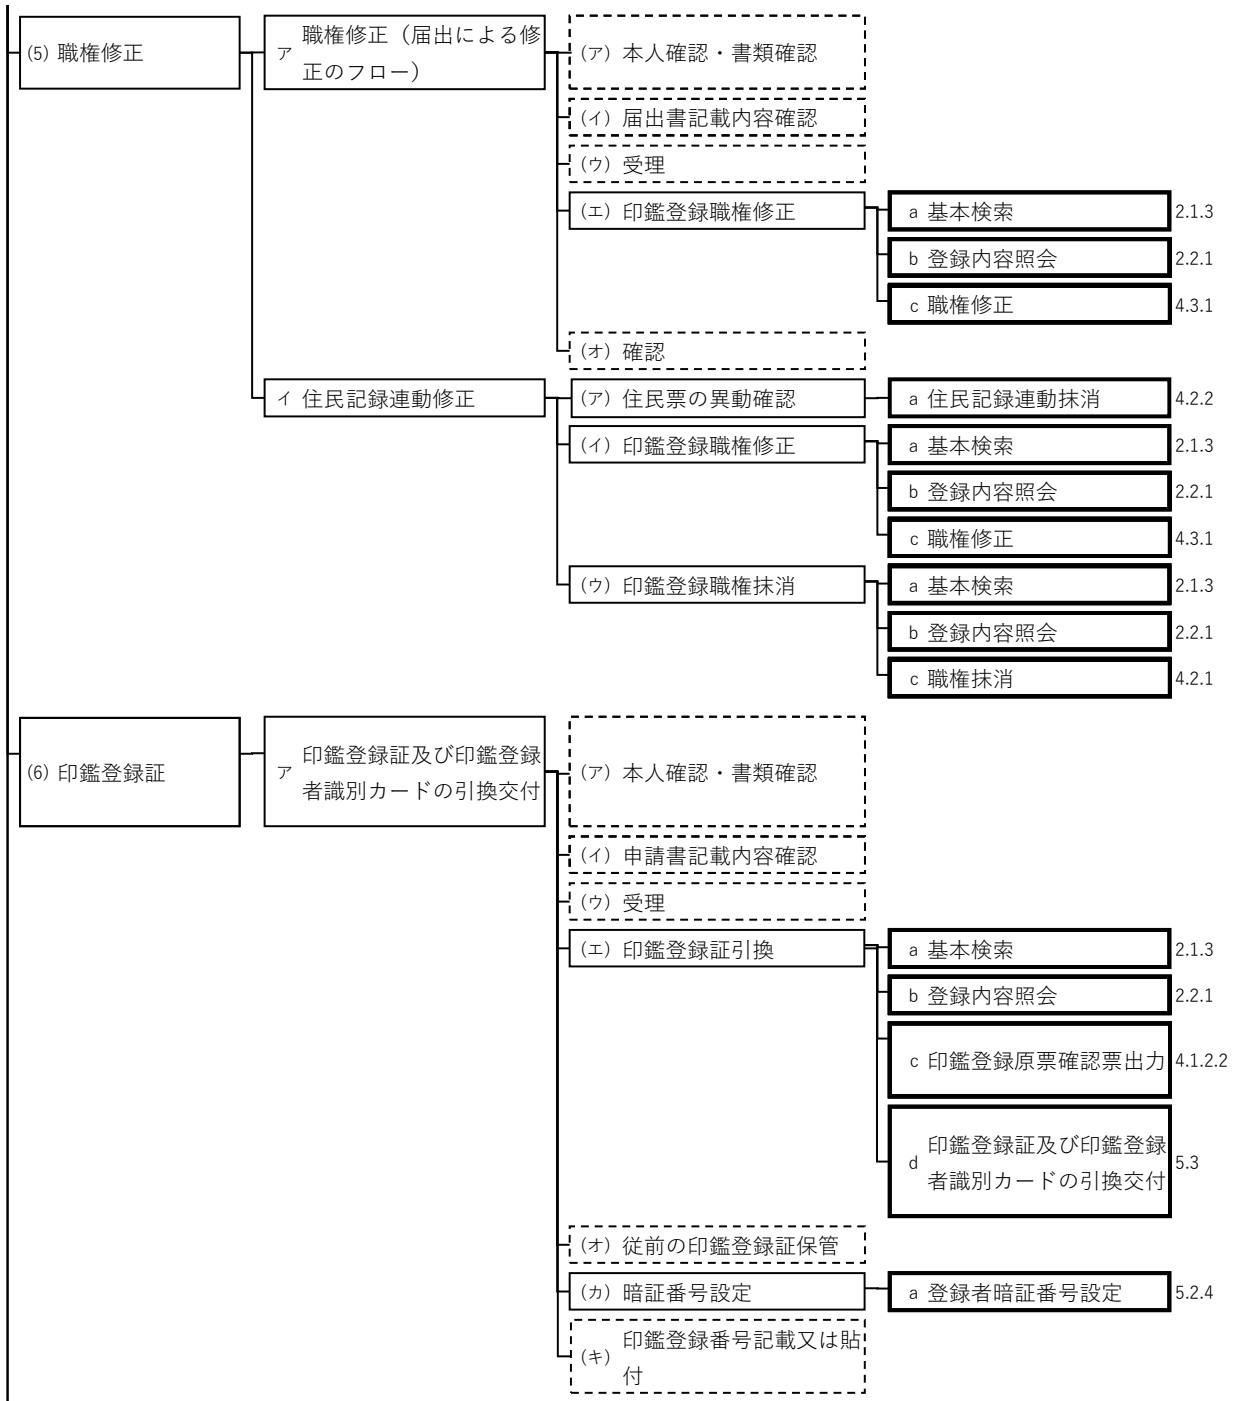 (5) 職権修正
ア 職権修正（届出による修
正のフロー）
(ア) 本人確認・書類確認
(イ) 届出書記載内容確認
(ウ) 受理
(エ) 印鑑登録職権修正
a 基本検索 2.1.3
b 登録内容照会 2.2.1
c 職権修正 4.3.1
(オ) 確認
イ 住民記録連動修正
(ア) 住民票の異動確認
a 住民記録連動抹消 4.2.2
(イ) 印鑑登録職権修正
a 基本検索 2.1.3
b 登録内容照会 2.2.1
c 職権修正 4.3.1
(ウ) 印鑑登録職権抹消
a 基本検索 2.1.3
b 登録内容照会 2.2.1
c 職権抹消 4.2.1
(6) 印鑑登録証
ア 印鑑登録証及び印鑑登録
者識別カードの引換交付
(ア) 本人確認・書類確認
(イ) 申請書記載内容確認
(ウ) 受理
(エ) 印鑑登録証引換
a 基本検索 2.1.3
b 登録内容照会 2.2.1
c 印鑑登録原票確認票出力 4.1.2.2
d 印鑑登録証及び印鑑登録
者識別カードの引換交付 5.3
(オ) 従前の印鑑登録証保管
(カ) 暗証番号設定
a 登録者暗証番号設定 5.2.4
(キ) 印鑑登録番号記載又は貼
付